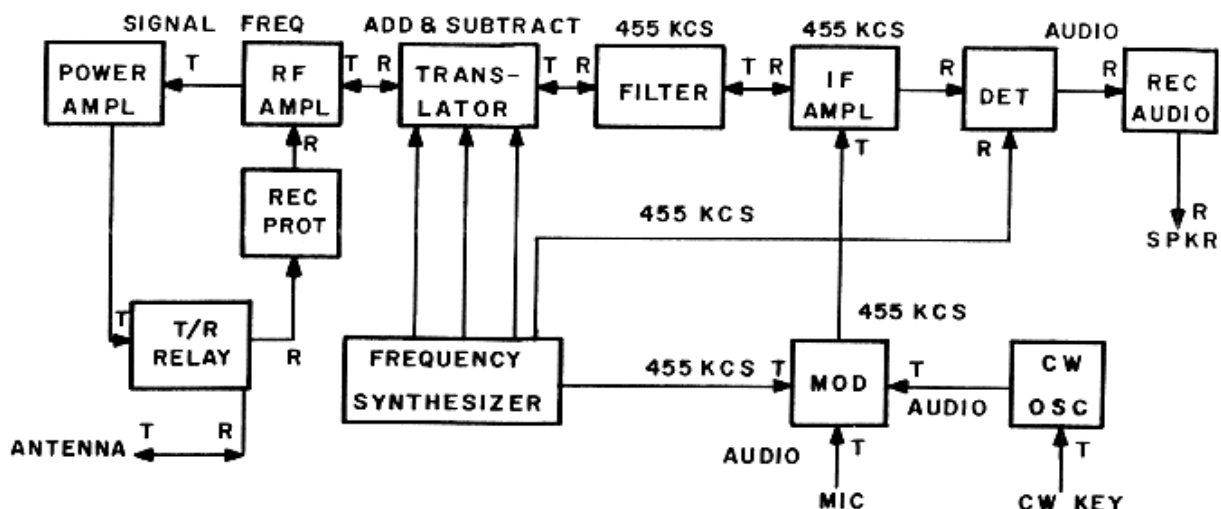 SIGNAL FREQ
ADD & SUBTRACT
455 KCS
455 KCS
AUDIO
POWER
AMPL
T
RF
AMPL
T R
TRANS-
LATOR
T R
FILTER
T R
IF
AMPL
R
DET
R
REC
AUDIO
R
REC
PROT
T
R
455 KCS
R
SPKR
T
T/R
RELAY
R
455 KCS
FREQUENCY
SYNTHESIZER
455 KCS T
MOD
T
AUDIO
CW
OSC
ANTENNA
T
R
AUDIO
T
T
MIC
CW KEY